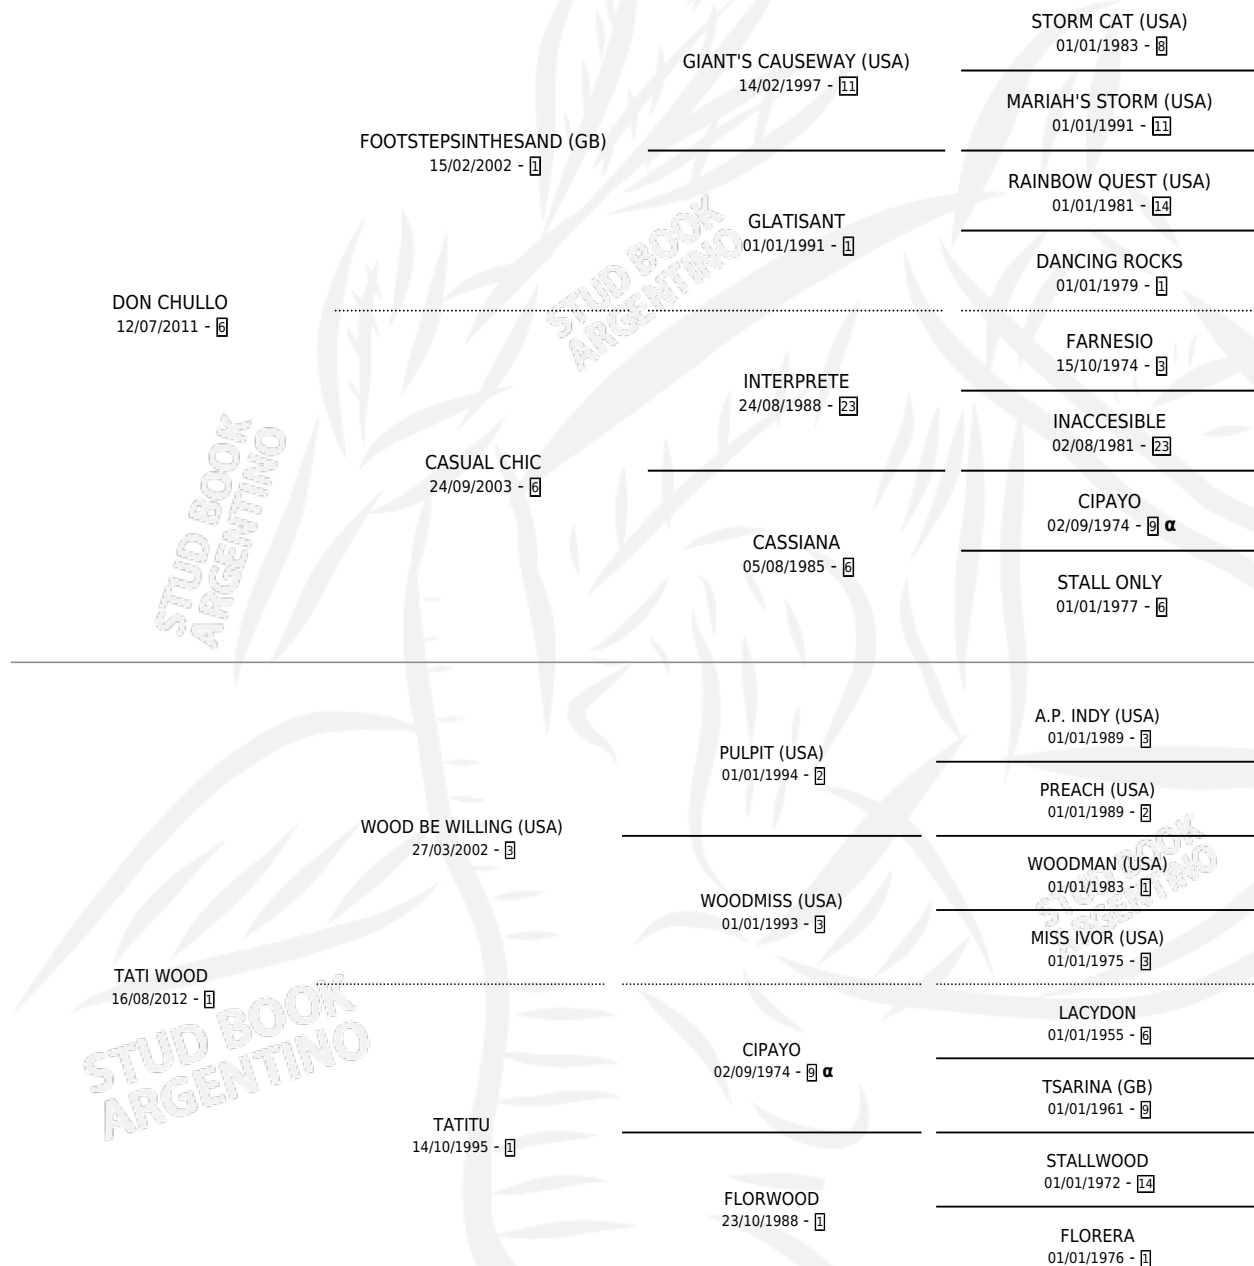 STORM CAT (USA)
01/01/1983 - 8
GIANT'S CAUSEWAY (USA)
14/02/1997 - 11
MARIAH'S STORM (USA)
01/01/1991 - 11
FOOTSTEPSINTHESAND (GB)
15/02/2002 - 1
RAINBOW QUEST (USA)
01/01/1981 - 14
GLATISANT
01/01/1991 - 1
DANCING ROCKS
01/01/1979 - 1
DON CHULLO
12/07/2011 - 6
FARNESIO
15/10/1974 - 3
INTERPRETE
24/08/1988 - 23
INACCESIBLE
02/08/1981 - 23
CASUAL CHIC
24/09/2003 - 6
CIPAYO
02/09/1974 - 9 α
CASSIANA
05/08/1985 - 6
STALL ONLY
01/01/1977 - 6
A.P. INDY (USA)
01/01/1989 - 3
PULPIT (USA)
01/01/1994 - 2
PREACH (USA)
01/01/1989 - 2
WOOD BE WILLING (USA)
27/03/2002 - 3
WOODMAN (USA)
01/01/1983 - 1
WOODMISS (USA)
01/01/1993 - 3
MISS IVOR (USA)
01/01/1975 - 3
TATI WOOD
16/08/2012 - 1
LACYDON
01/01/1955 - 6
CIPAYO
02/09/1974 - 9 α
TSARINA (GB)
01/01/1961 - 9
TATITU
14/10/1995 - 1
STALLWOOD
01/01/1972 - 14
FLORWOOD
23/10/1988 - 1
FLORERA
01/01/1976 - 1
STUD BOOK
ARGENTINO
STUD BOOK
ARGENTINO
STUD BOOK
ARGENTINO
STUD BOOK
ARGENTINO